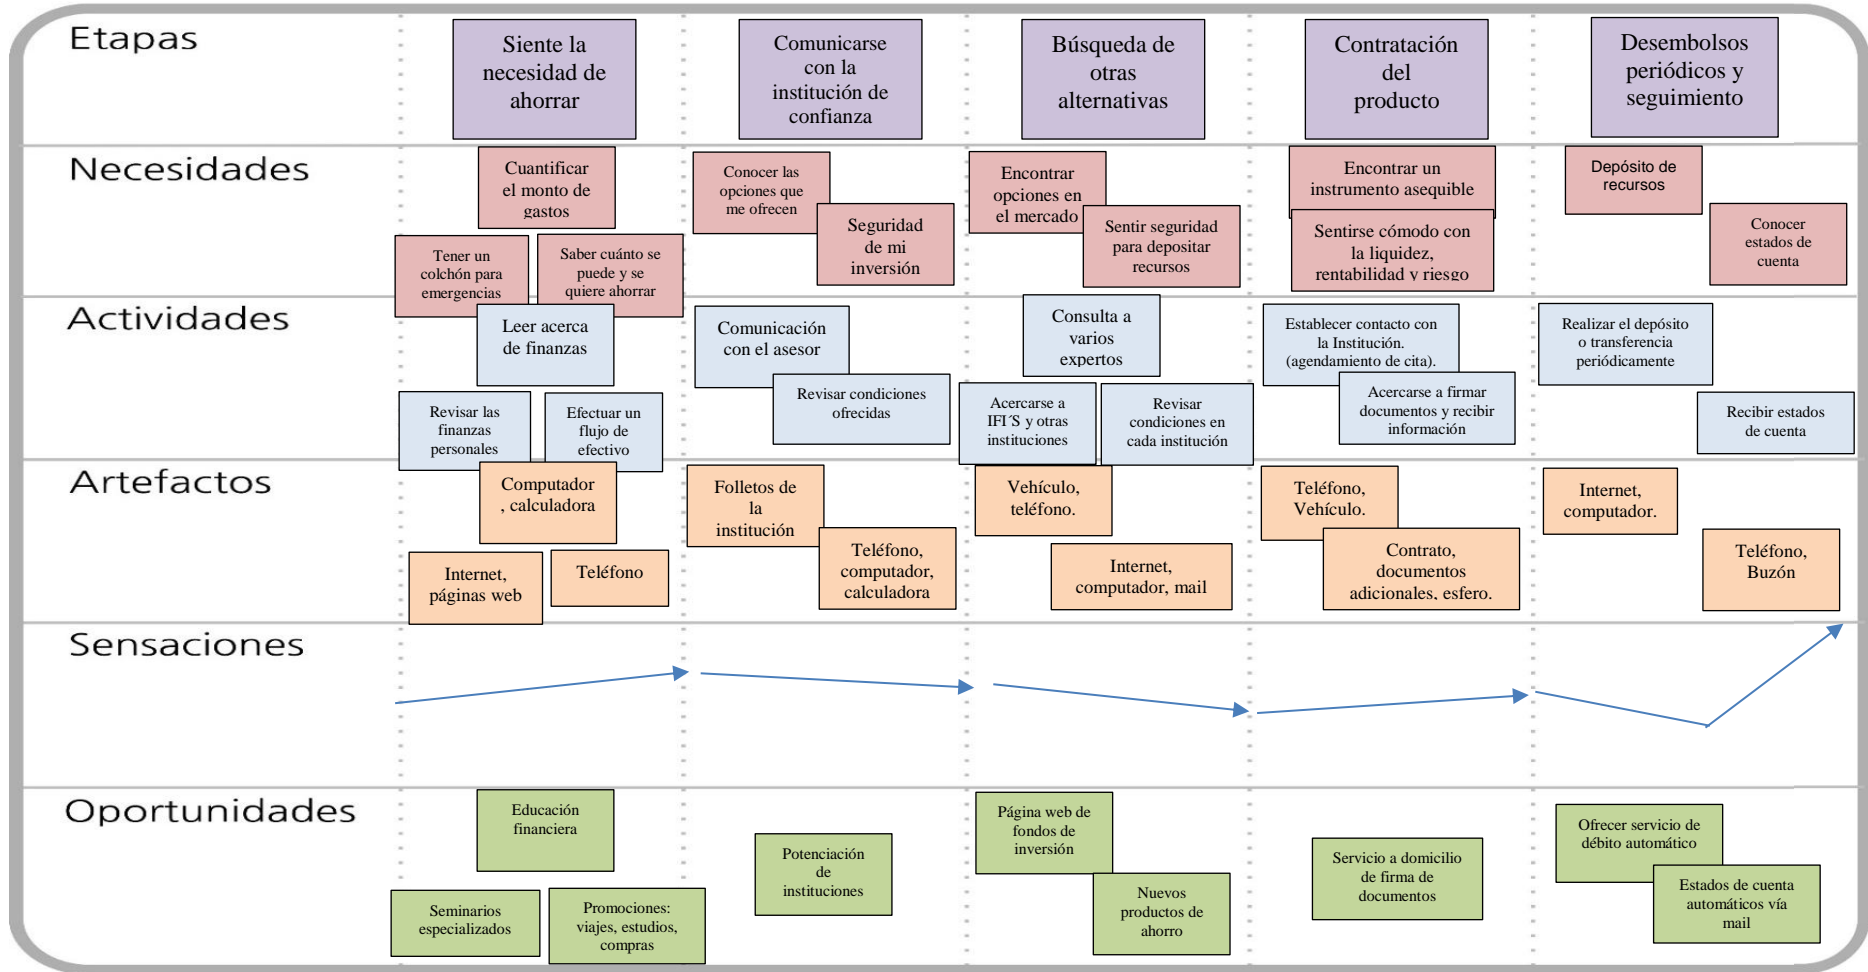 Etapas
Siente la
necesidad de
ahorrar
Comunicarse
con la
institución de
confianza
Búsqueda de
otras
alternativas
Contratación
del
producto
Desembolsos
periódicos y
seguimiento
Necesidades
Cuantificar
el monto de
gastos
Tener un
colchón para
emergencias
Saber cuánto se
puede y se
quiere ahorrar
Conocer las
opciones que
me ofrecen
Seguridad
de mi
inversión
Encontrar
opciones en
el mercado
Sentir seguridad
para depositar
recursos
Encontrar un
instrumento asequible
Sentirse cómodo con
la liquidez,
rentabilidad y riesgo
Depósito de
recursos
Conocer
estados de
cuenta
Actividades
Leer acerca
de finanzas
Revisar las
finanzas
personales
Efectuar un
flujo de
efectivo
Comunicación
con el asesor
Revisar condiciones
ofrecidas
Consulta a
varios
expertos
Acercarse a
IFI´S y otras
instituciones
Revisar
condiciones en
cada institución
Establecer contacto con
la Institución.
(agendamiento de cita).
Acercarse a firmar
documentos y recibir
información
Realizar el depósito
o transferencia
periódicamente
Recibir estados
de cuenta
Artefactos
Computador
, calculadora
Internet,
páginas web
Teléfono
Folletos de
la
institución
Teléfono,
computador,
calculadora
Vehículo,
teléfono.
Internet,
computador, mail
Teléfono,
Vehículo.
Contrato,
documentos
adicionales, esfero.
Internet,
computador.
Teléfono,
Buzón
Sensaciones
Oportunidades
Educación
financiera
Seminarios
especializados
Promociones:
viajes, estudios,
compras
Potenciación
de
instituciones
Página web de
fondos de
inversión
Nuevos
productos de
ahorro
Servicio a domicilio
de firma de
documentos
Ofrecer servicio de
débito automático
Estados de cuenta
automáticos vía
mail